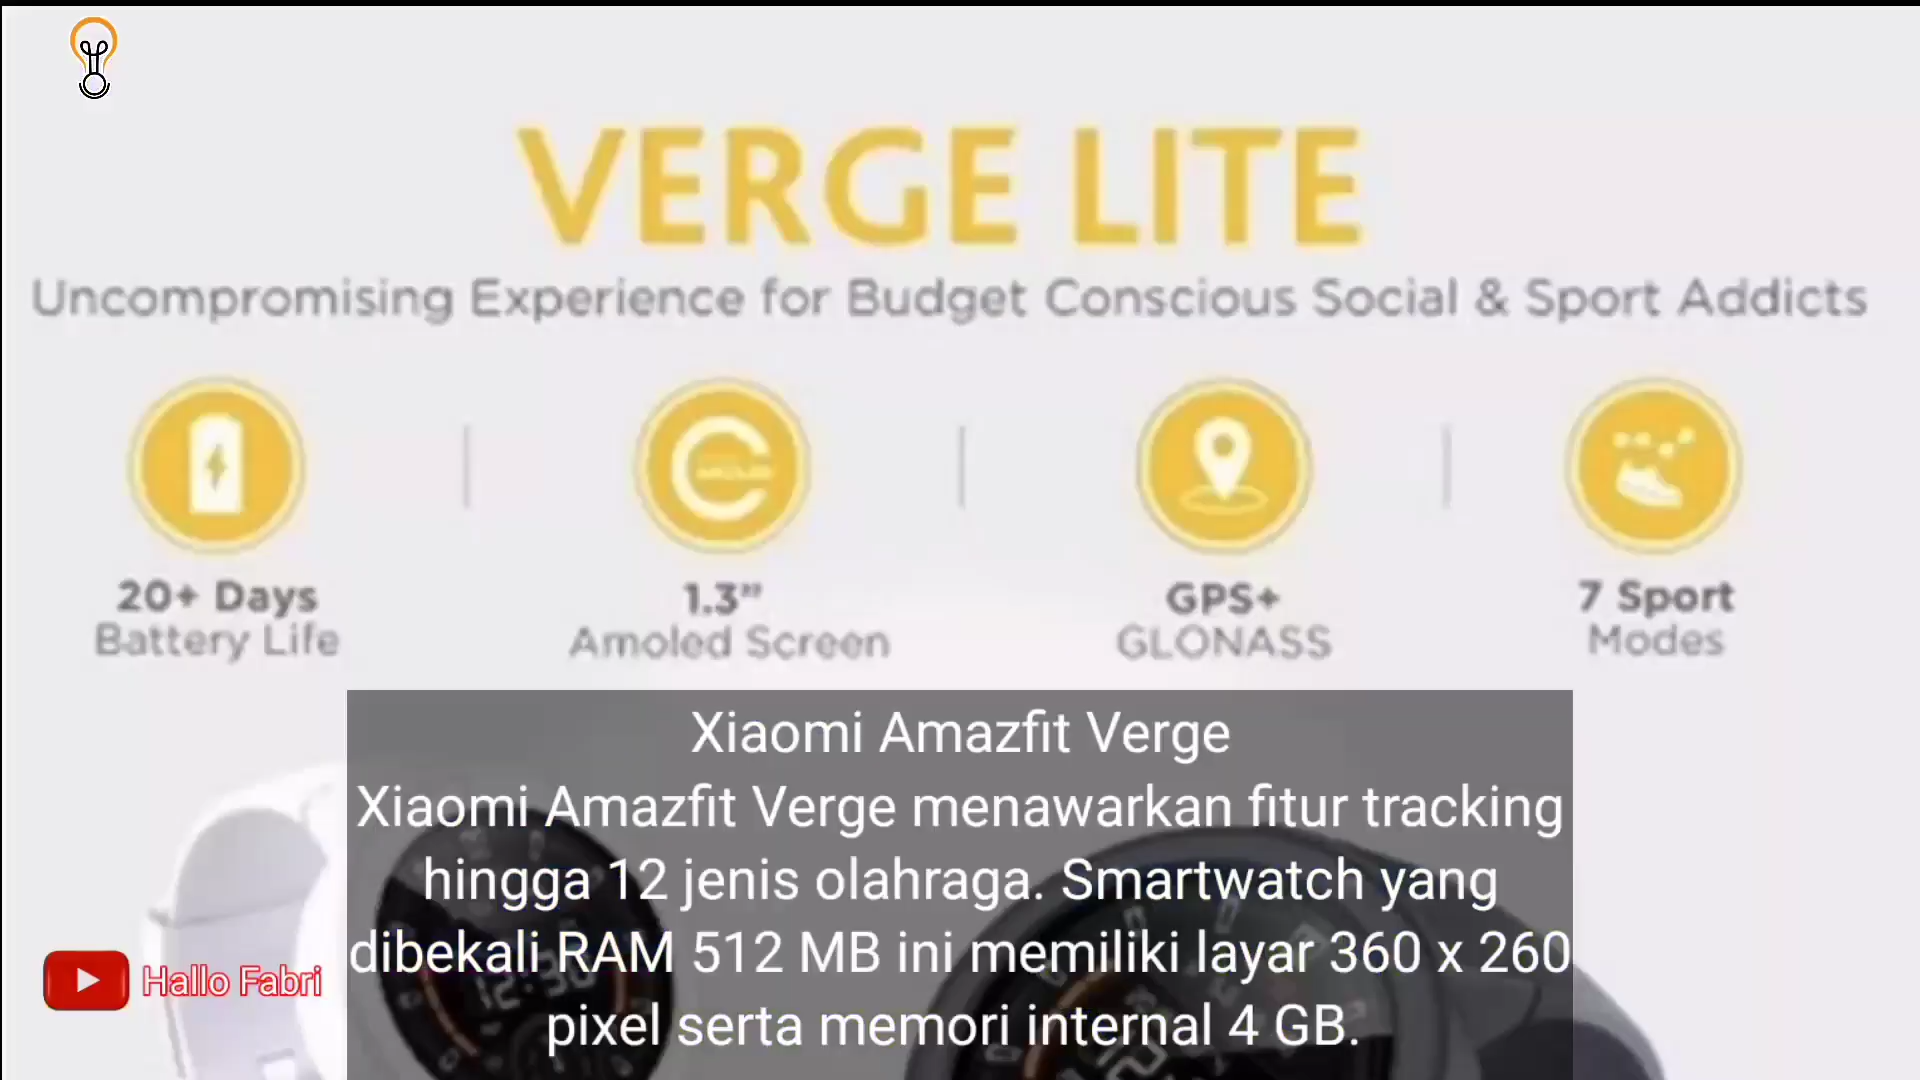 VERGE LITE
Uncompromising Experience for Budget Conscious Social & Sport Addicts
20+ Days
Battery Life
1.3”
Amoled Screen
GPS+
GLONASS
7 Sport
Modes
Xiaomi Amazfit Verge
Xiaomi Amazfit Verge menawarkan fitur tracking
hingga 12 jenis olahraga. Smartwatch yang
dibekali RAM 512 MB ini memiliki layar 360 x 260
pixel serta memori internal 4 GB.
Hallo Fabri
12:30